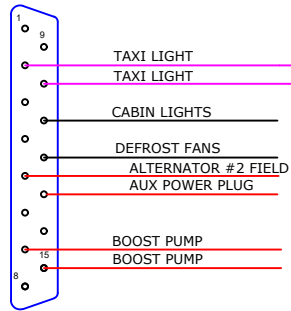 1
9
TAXI LIGHT
TAXI LIGHT
CABIN LIGHTS
DEFROST FANS
ALTERNATOR #2 FIELD
AUX POWER PLUG
BOOST PUMP
15
BOOST PUMP
8